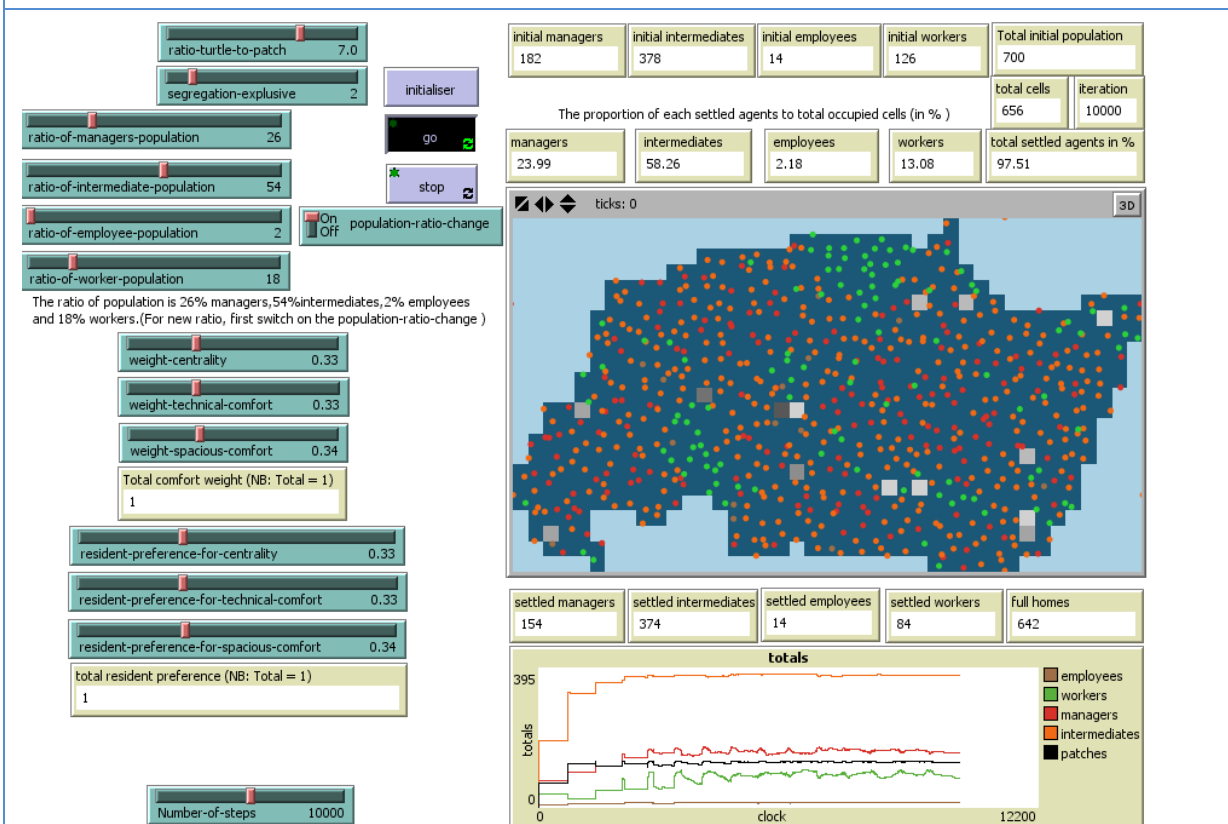 ratio-turtle-to-patch 7.0
segregation-explusive 2
initialiser
ratio-of-managers-population 26
go
ratio-of-intermediate-population 54
stop
ratio-of-employee-population 2
On
Off
population-ratio-change
ratio-of-worker-population 18
The ratio of population is 26% managers,54%intermediates,2% employees
and 18% workers.(For new ratio, first switch on the population-ratio-change )
weight-centrality 0.33
weight-technical-comfort 0.33
weight-spacious-comfort 0.34
Total comfort weight (NB: Total = 1)
1
resident-preference-for-centrality 0.33
resident-preference-for-technical-comfort 0.33
resident-preference-for-spacious-comfort 0.34
total resident preference (NB: Total = 1)
1
Number-of-steps 10000
initial managers
182
initial intermediates
378
initial employees
14
initial workers
126
Total initial population
700
total cells
656
iteration
10000
The proportion of each settled agents to total occupied cells (in % )
managers
23.99
intermediates
58.26
employees
2.18
workers
13.08
total settled agents in %
97.51
ticks: 0
3D
settled managers
154
settled intermediates
374
settled employees
14
settled workers
84
full homes
642
totals
395
totals
0
0
clock
12200
employees
workers
managers
intermediates
patches